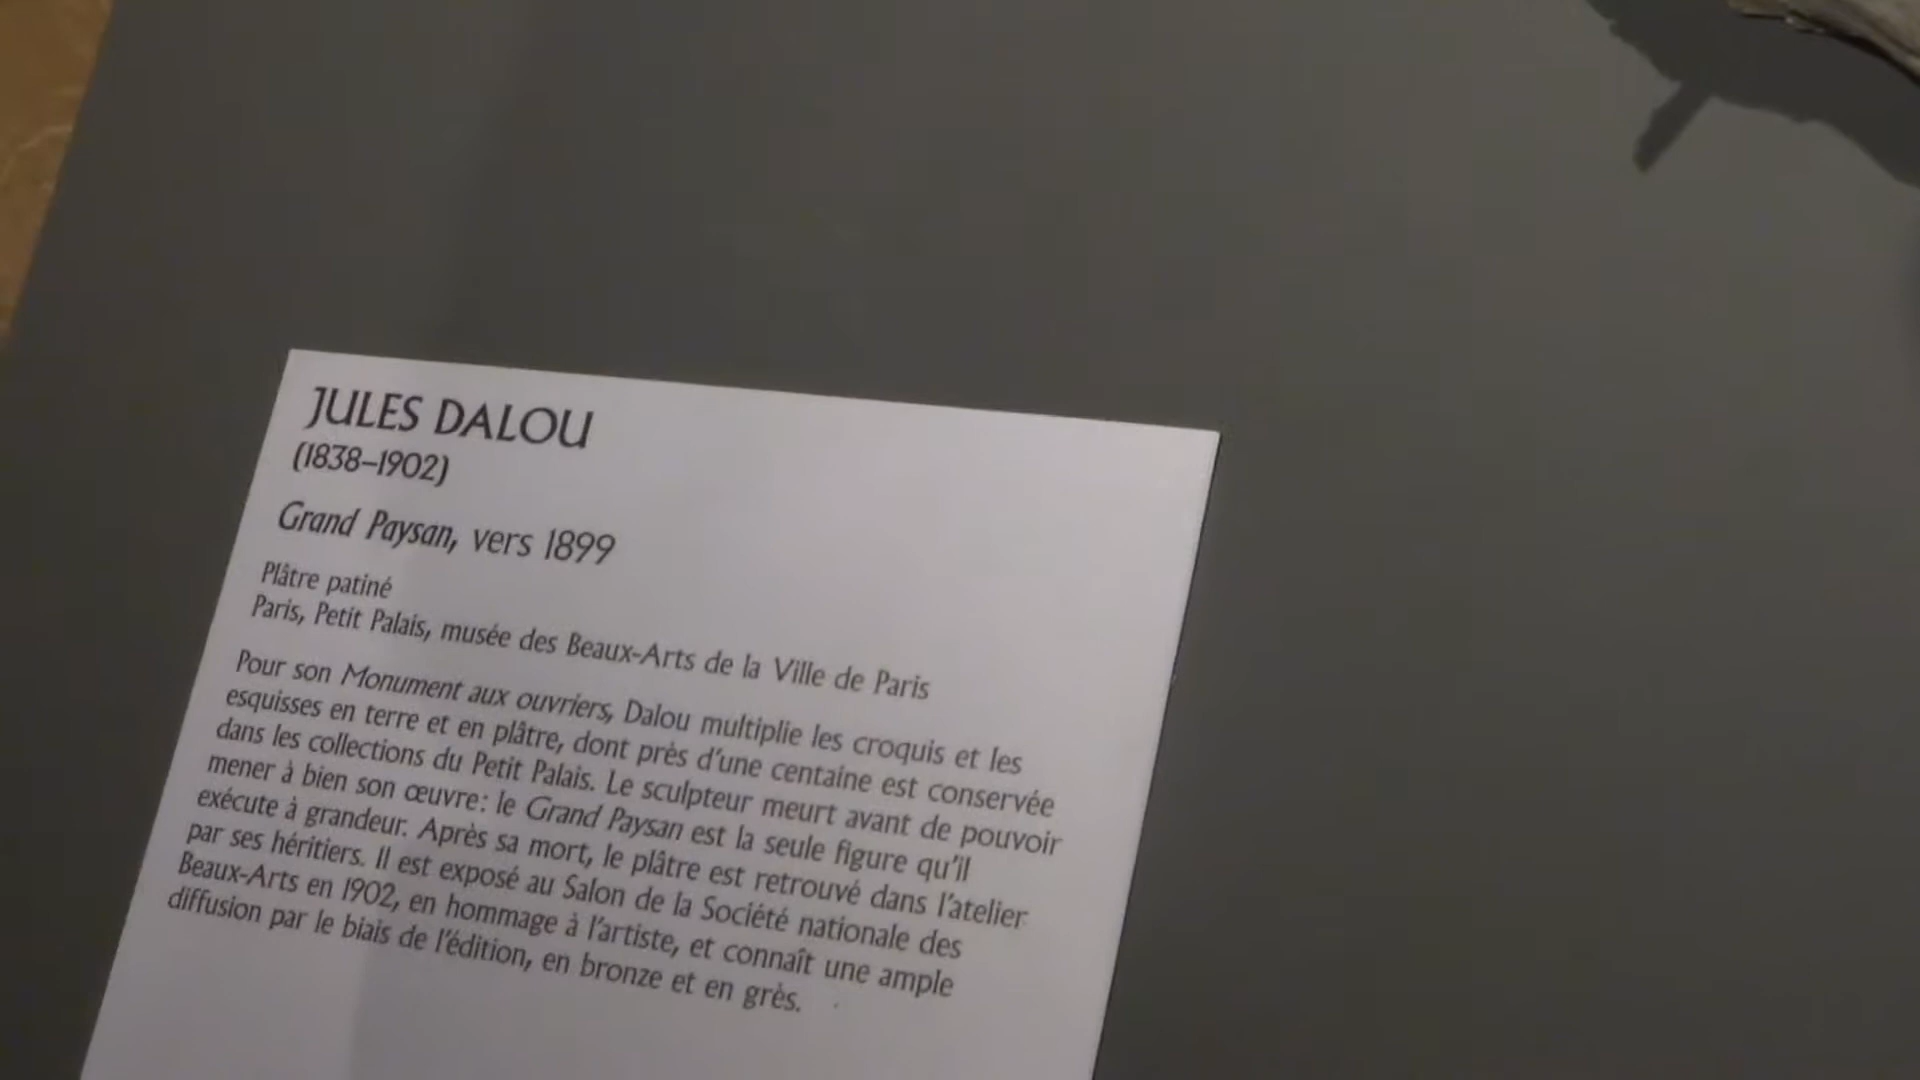 JULES DALOU
(1838–1902)
Grand Paysan, vers 1899
Plâtre patiné
Paris, Petit Palais, musée des Beaux-Arts de la Ville de Paris
Pour son Monument aux ouvriers, Dalou multiplie les croquis et les
esquisses en terre et en plâtre, dont près d'une centaine est conservée
dans les collections du Petit Palais. Le sculpteur meurt avant de pouvoir
mener à bien son œuvre : le Grand Paysan est la seule figure qu'il
exécute à grandeur. Après sa mort, le plâtre est retrouvé dans l'atelier
par ses héritiers. Il est exposé au Salon de la Société nationale des
Beaux-Arts en 1902, en hommage à l'artiste, et connaît une ample
diffusion par le biais de l'édition, en bronze et en grès.